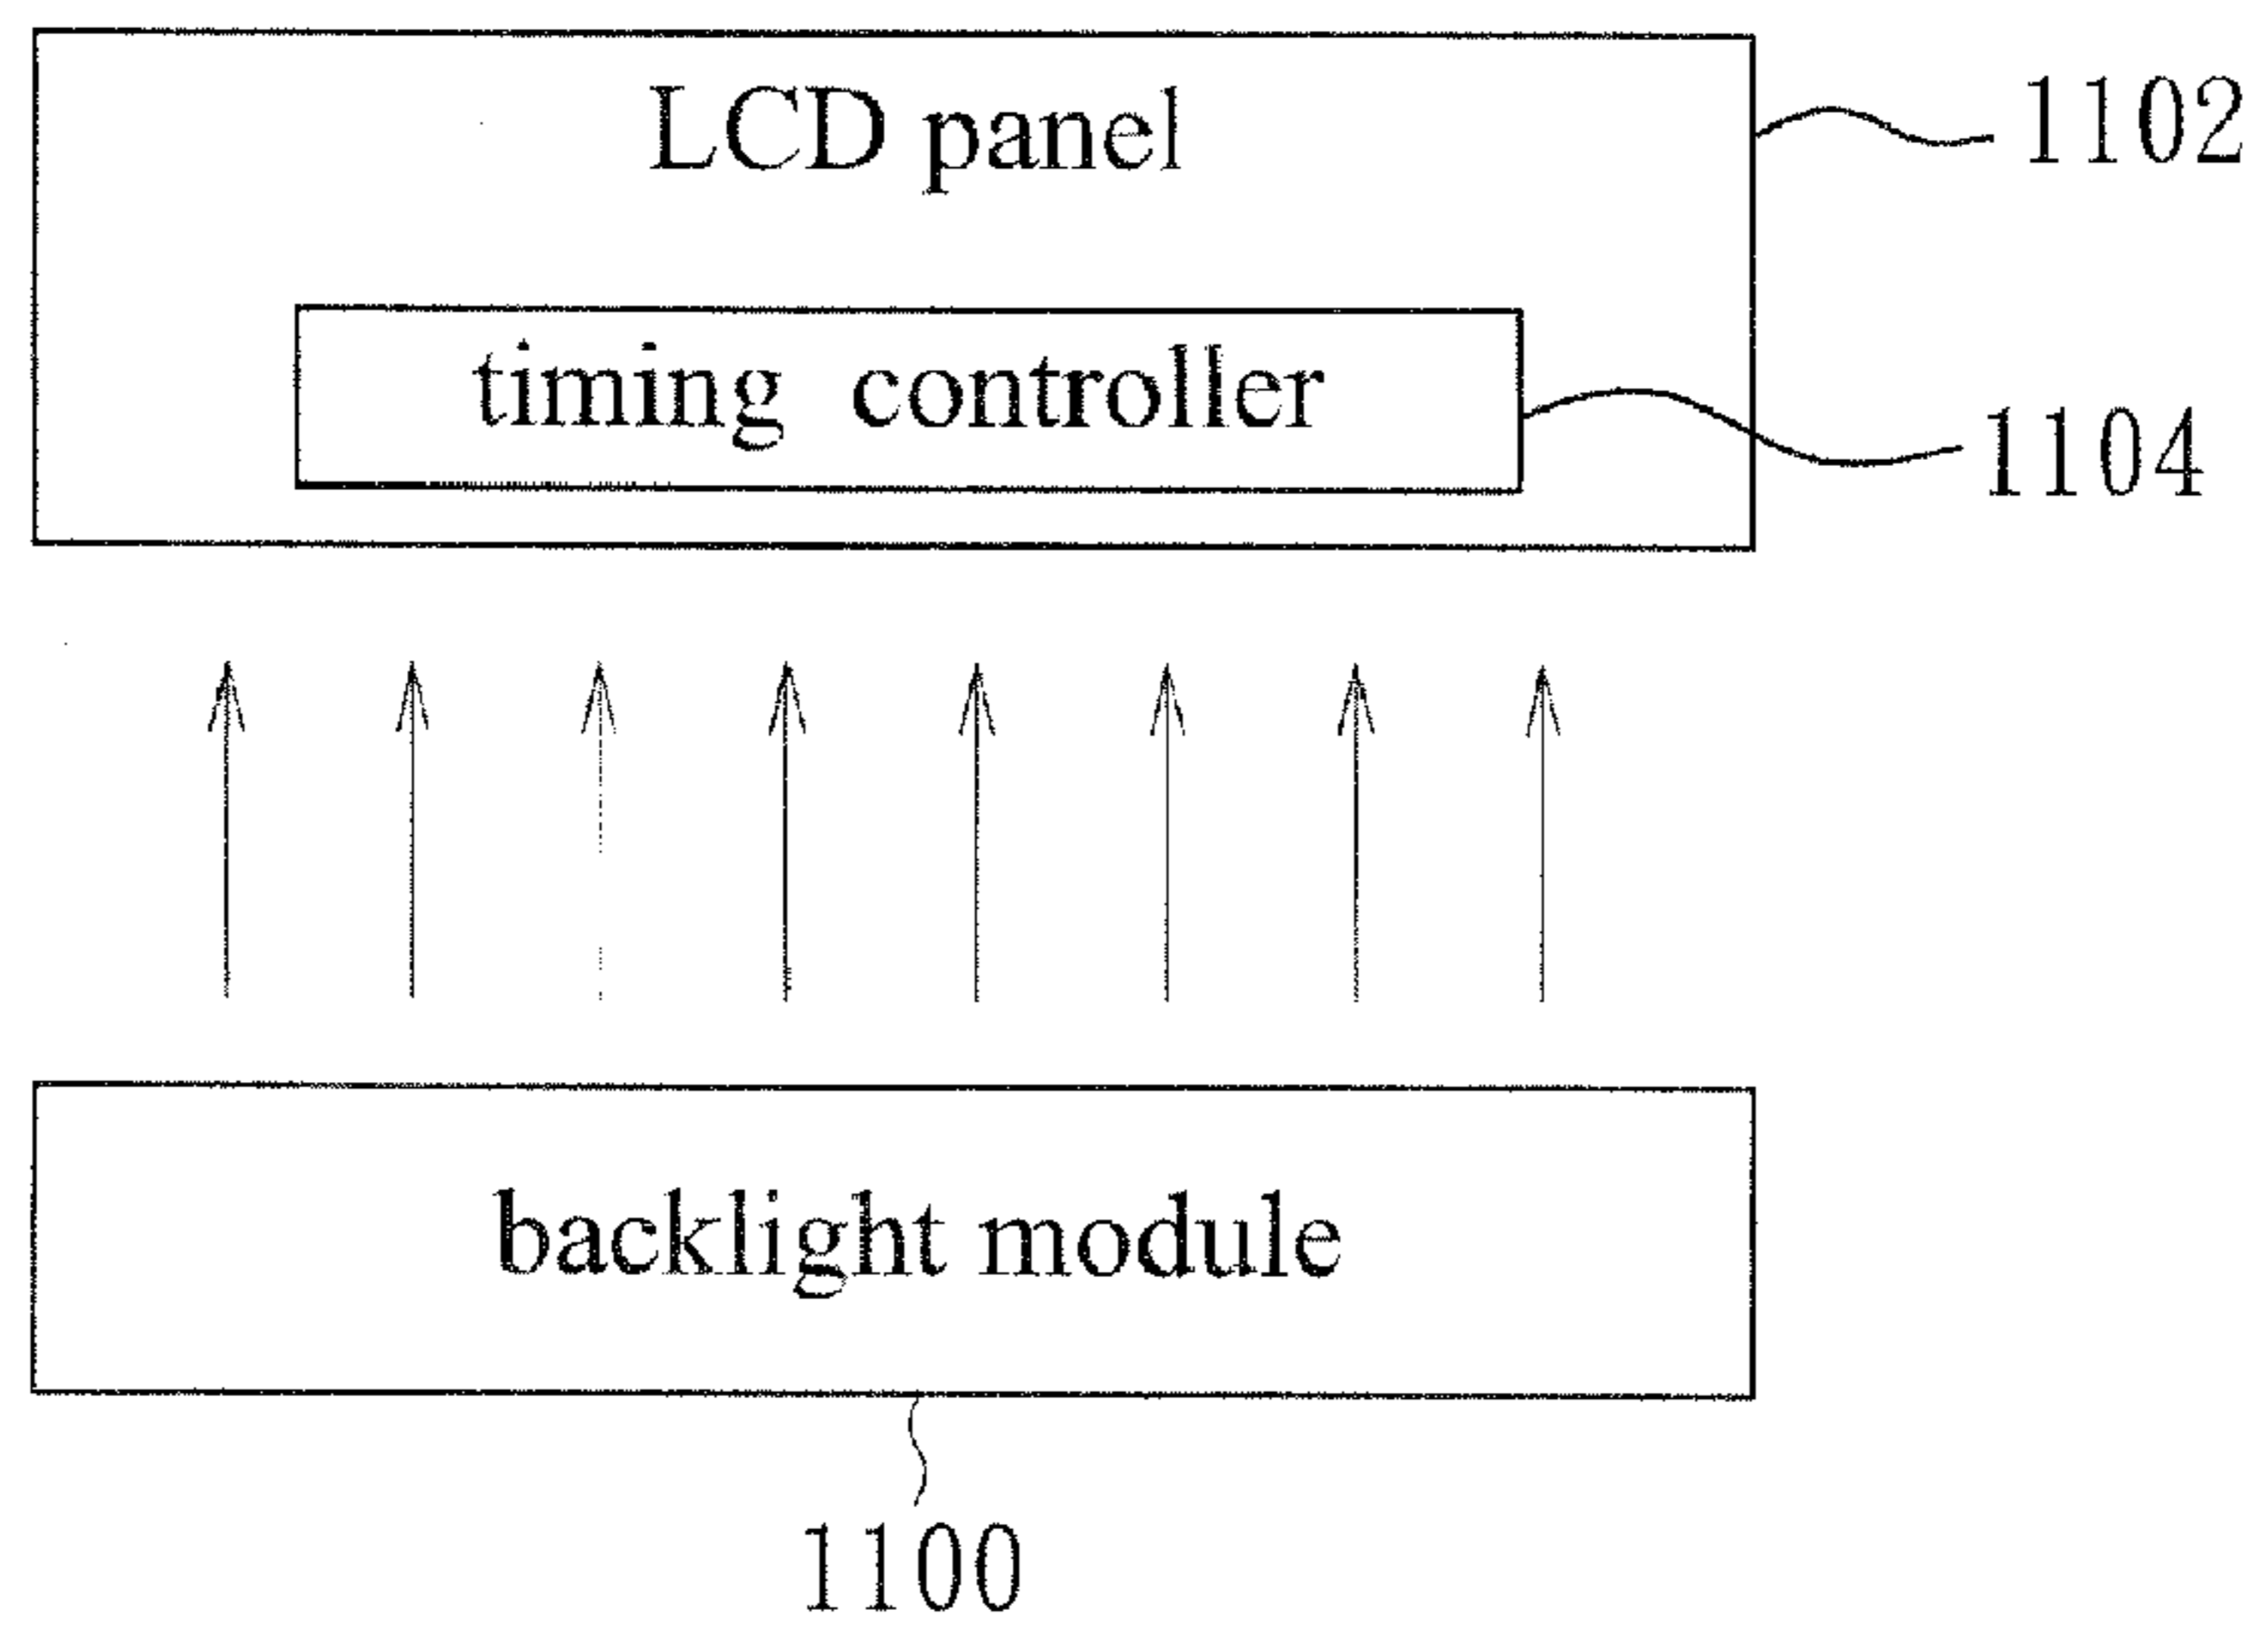 LCD panel
1102
timing controller
1104
backlight module
1100